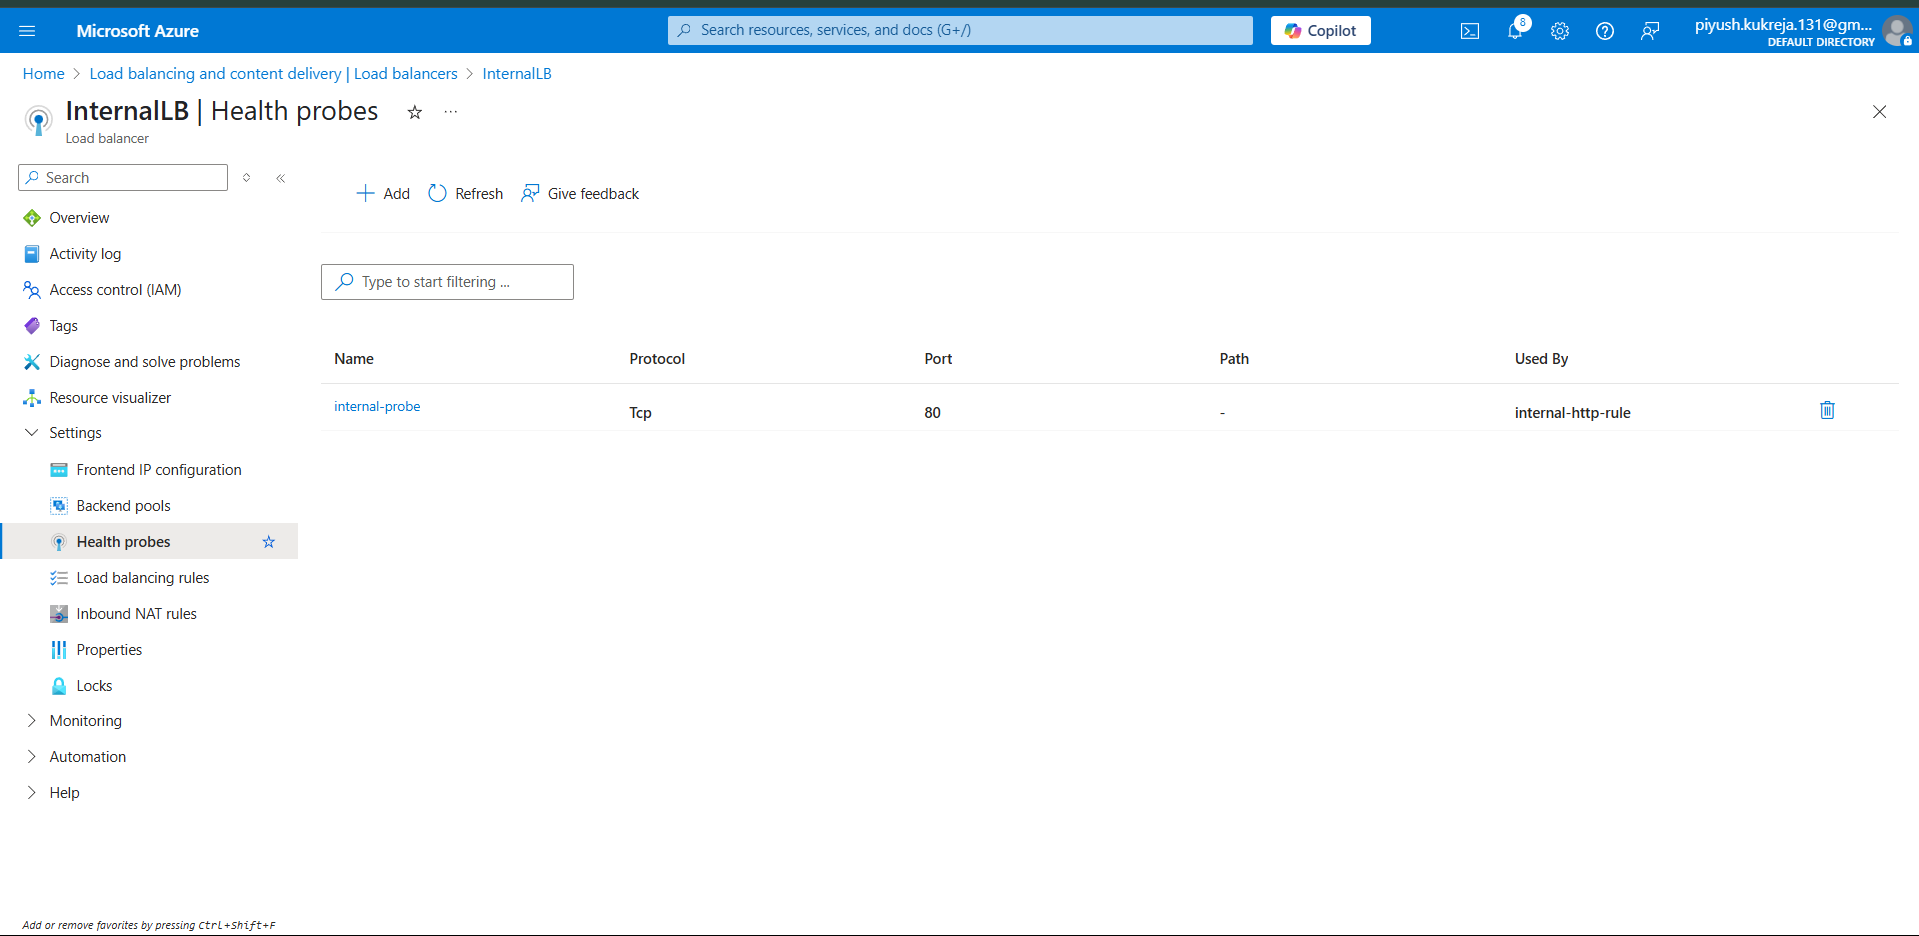 Microsoft Azure
Search resources, services, and docs (G+/)
Copilot
8
piyush.kukreja.131@gm...
DEFAULT DIRECTORY
Home > Load balancing and content delivery | Load balancers > InternalLB
InternalLB | Health probes
Load balancer
Search
Add
Refresh
Give feedback
Overview
Activity log
Access control (IAM)
Tags
Diagnose and solve problems
Resource visualizer
Settings
Frontend IP configuration
Backend pools
Health probes
Load balancing rules
Inbound NAT rules
Properties
Locks
Monitoring
Automation
Help
Type to start filtering ...
Name Protocol Port Path Used By
internal-probe Tcp 80 - internal-http-rule
Add or remove favorites by pressing Ctrl+Shift+F